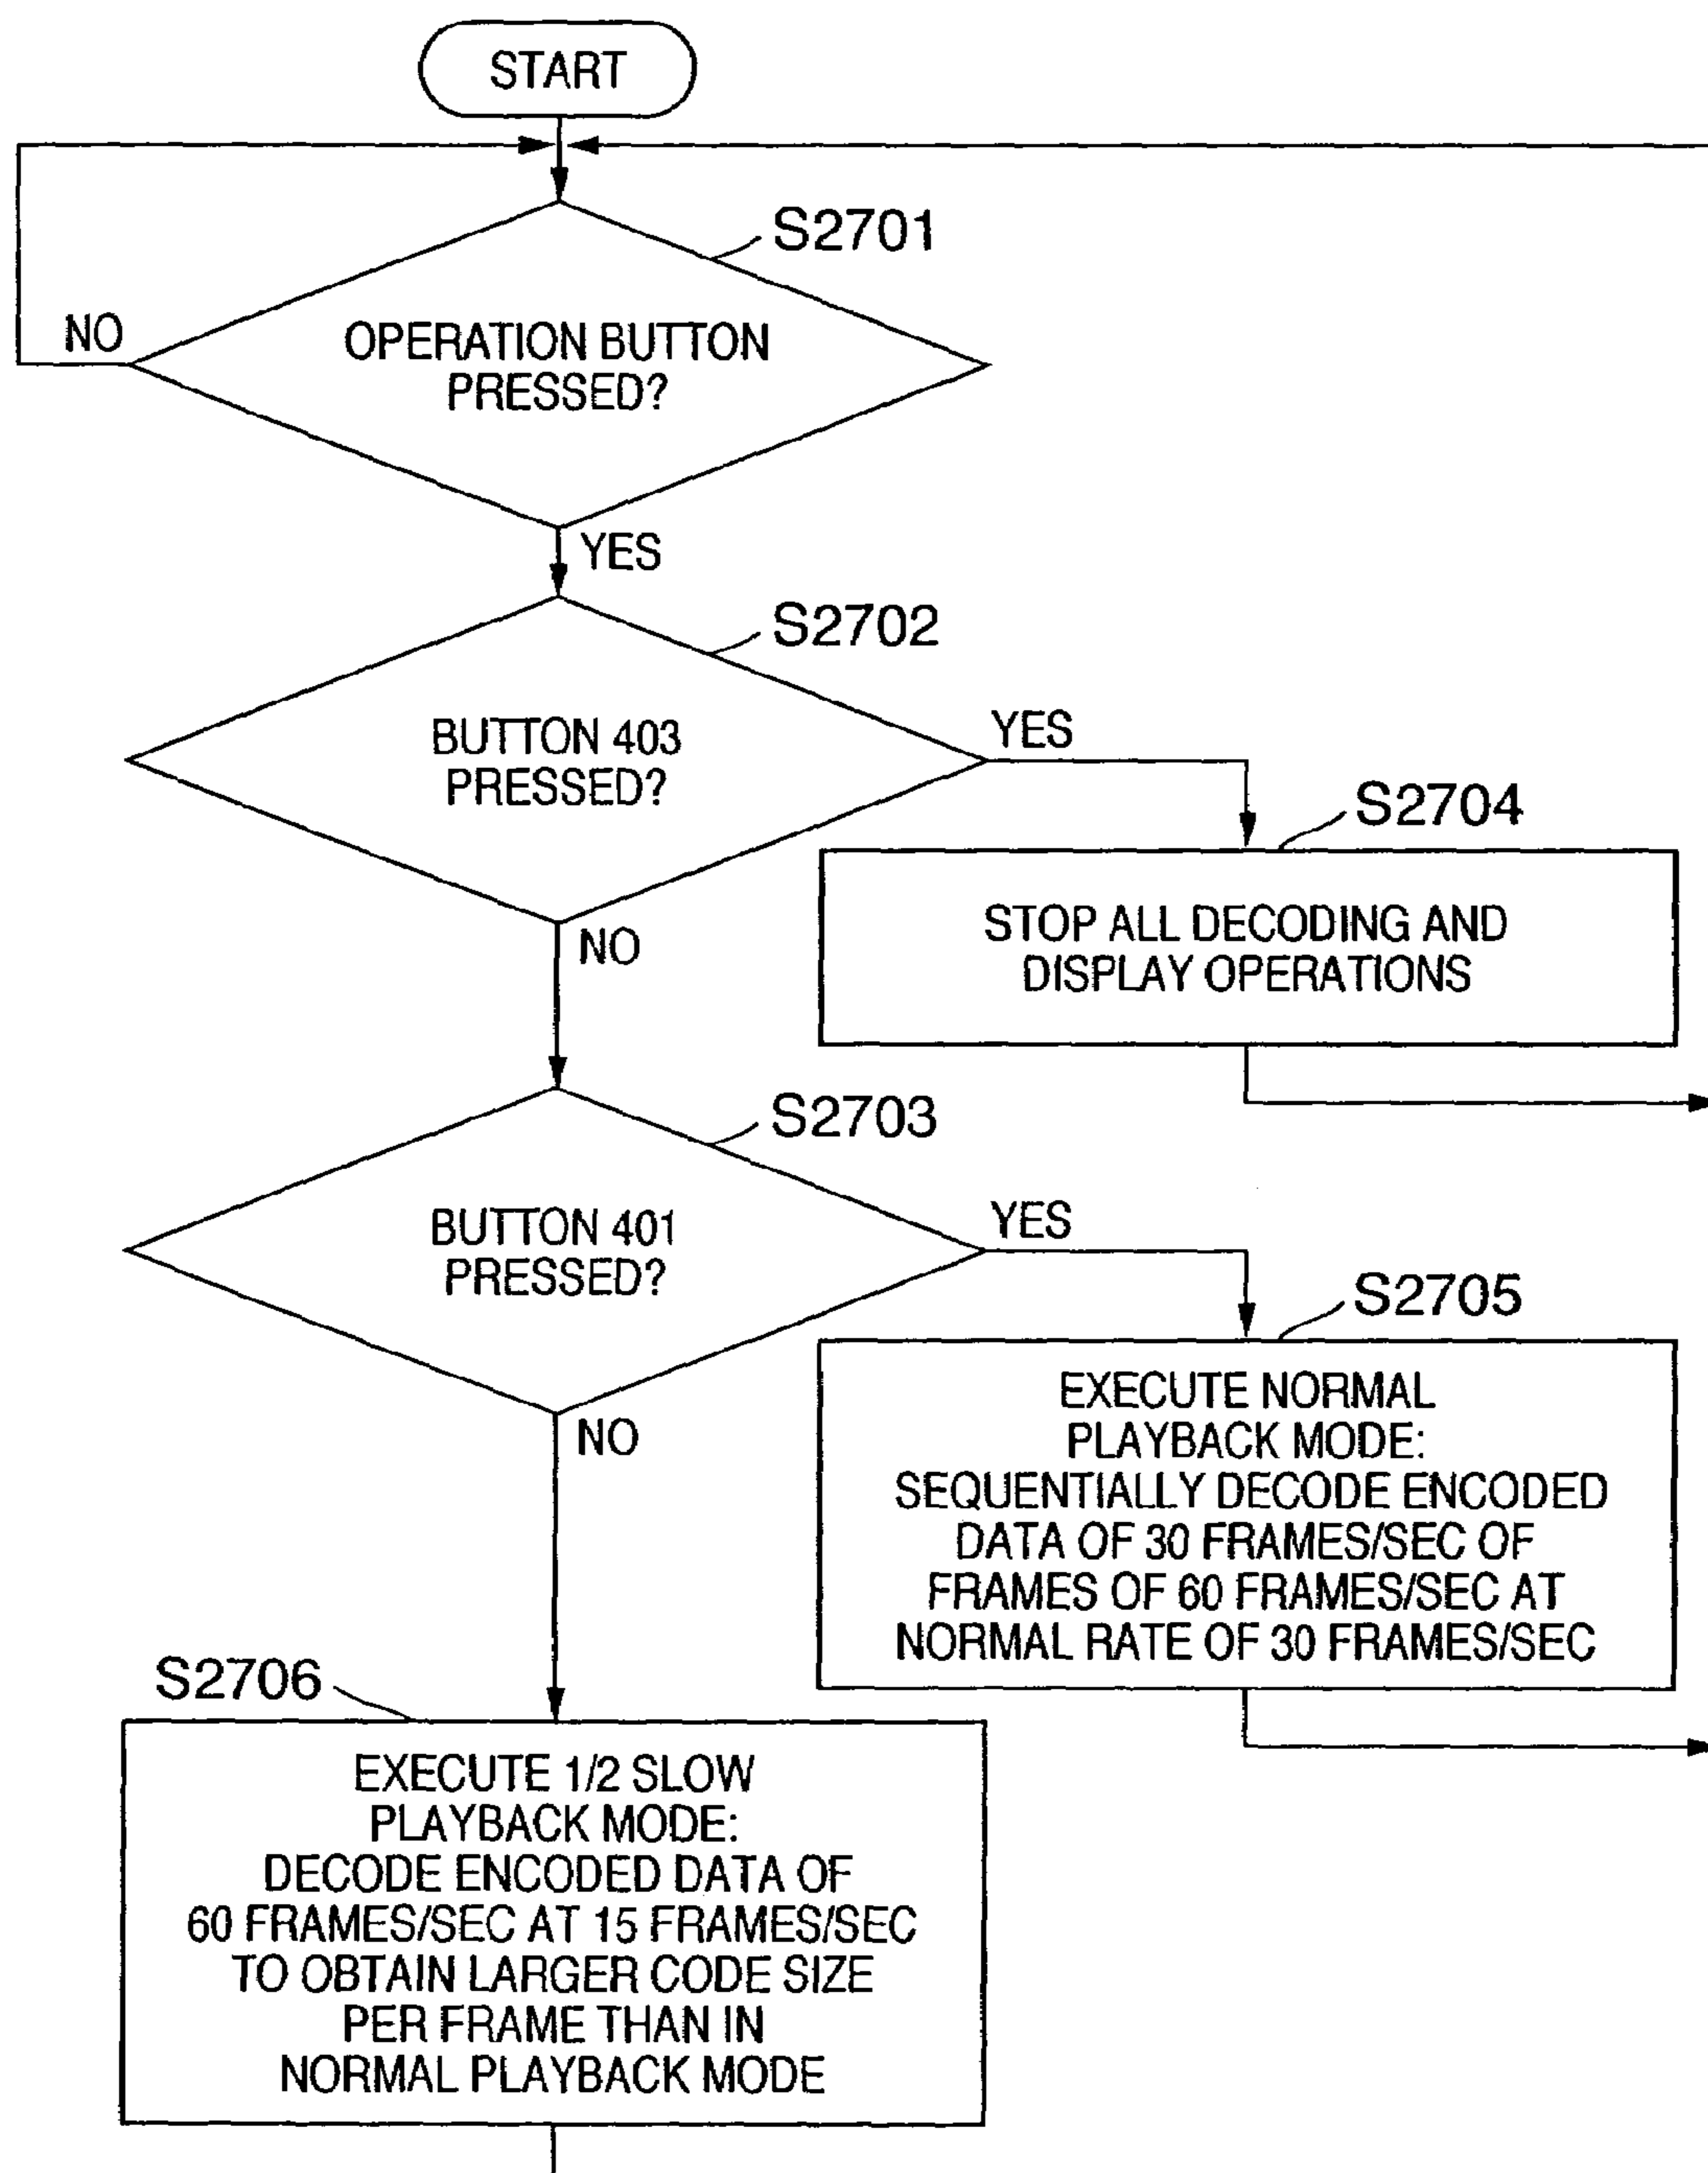 START
S2701
NO
OPERATION BUTTON
PRESSED?
YES
S2702
BUTTON 403
PRESSED?
YES
S2704
STOP ALL DECODING AND
DISPLAY OPERATIONS
NO
S2703
BUTTON 401
PRESSED?
YES
S2705
EXECUTE NORMAL
PLAYBACK MODE:
SEQUENTIALLY DECODE ENCODED
DATA OF 30 FRAMES/SEC OF
FRAMES OF 60 FRAMES/SEC AT
NORMAL RATE OF 30 FRAMES/SEC
NO
S2706
EXECUTE 1/2 SLOW
PLAYBACK MODE:
DECODE ENCODED DATA OF
60 FRAMES/SEC AT 15 FRAMES/SEC
TO OBTAIN LARGER CODE SIZE
PER FRAME THAN IN
NORMAL PLAYBACK MODE